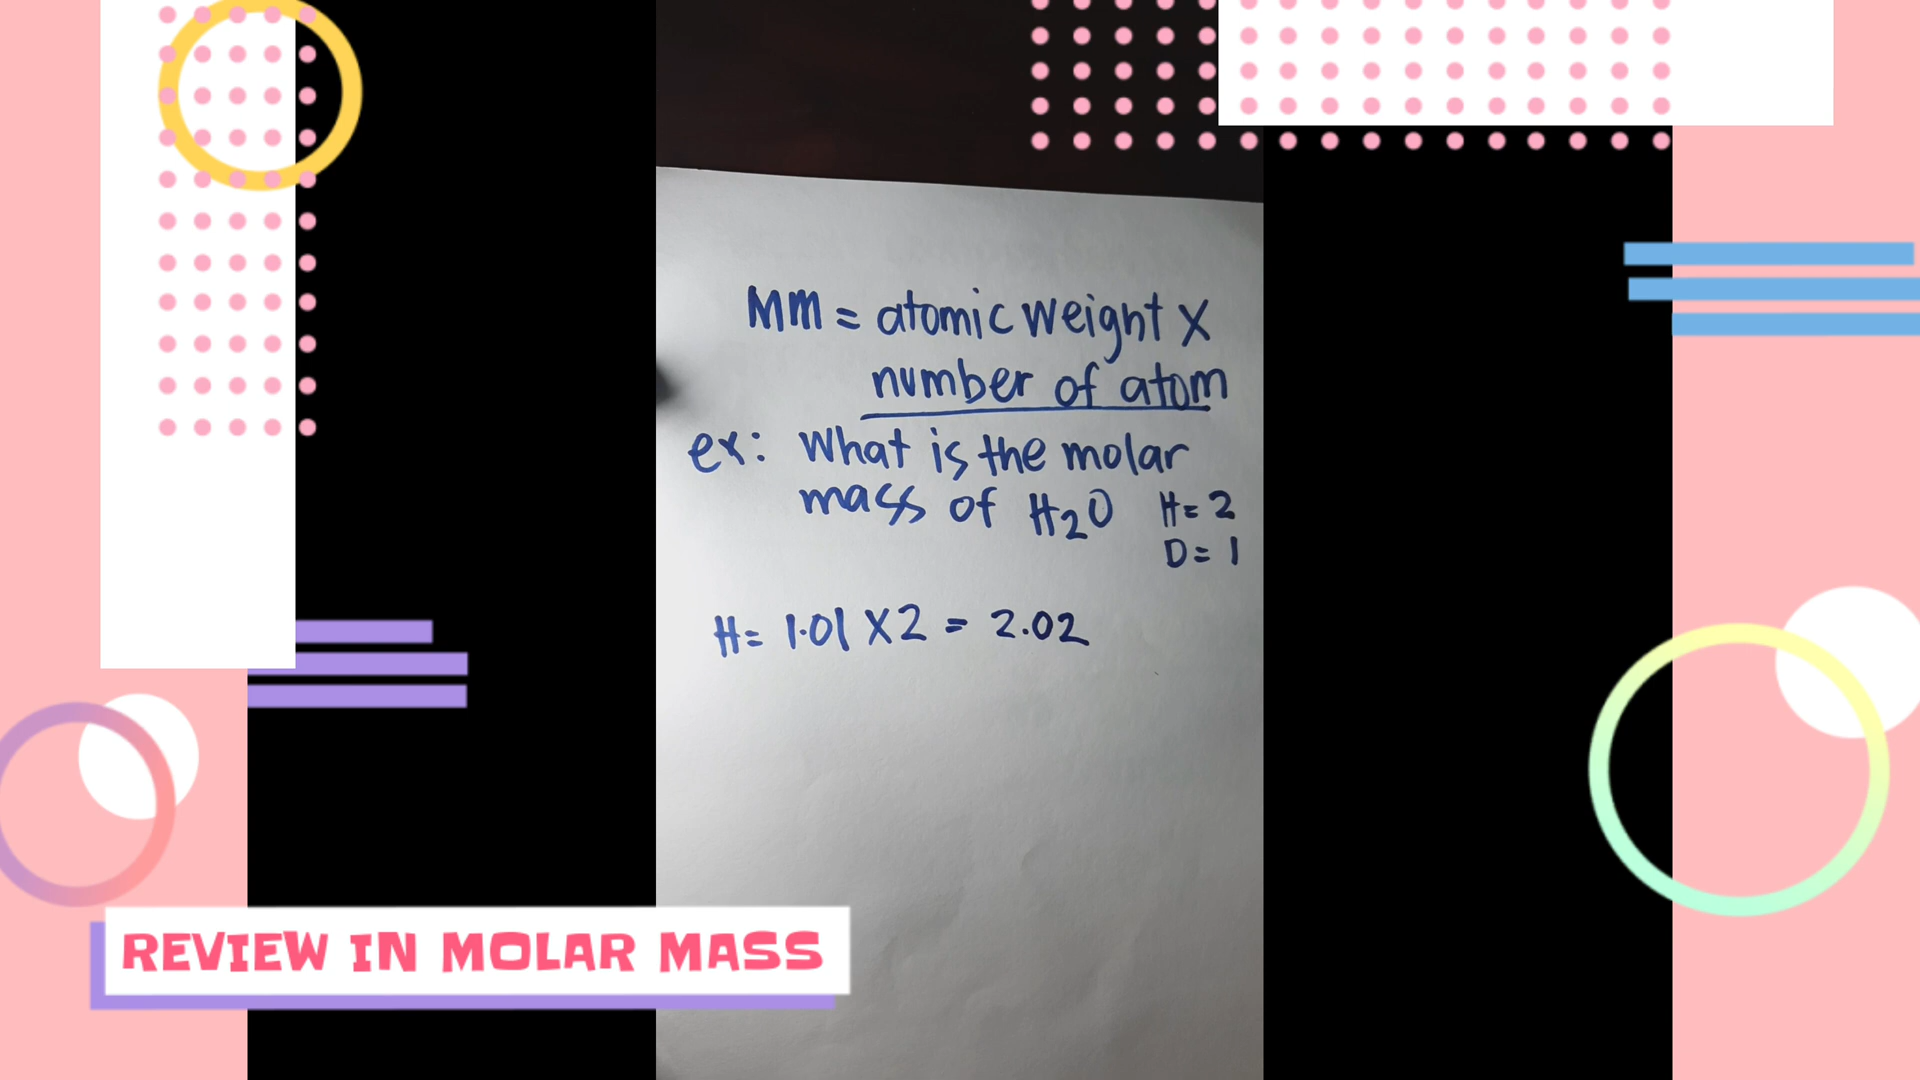 MM = atomic weight X
number of atom
ex: What is the molar
mass of H2O H= 2
O= 1
H= 1.01 X2 = 2.02
REVIEW IN MOLAR MASS